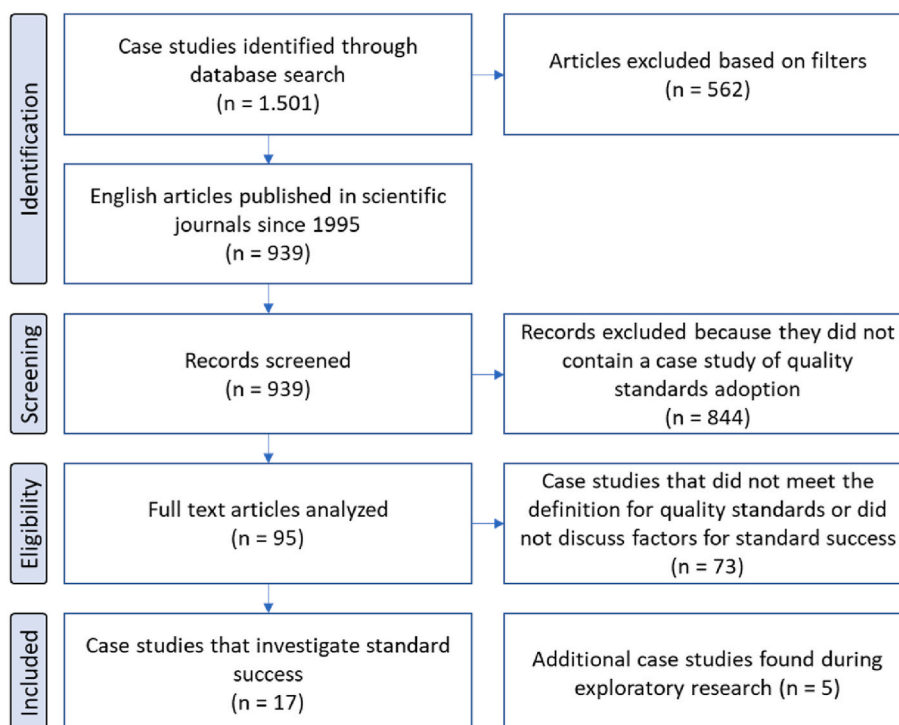 Identification
Case studies identified through
database search
(n = 1.501)
Articles excluded based on filters
(n = 562)
English articles published in scientific
journals since 1995
(n = 939)
Screening
Records screened
(n = 939)
Records excluded because they did not
contain a case study of quality
standards adoption
(n = 844)
Eligibility
Full text articles analyzed
(n = 95)
Case studies that did not meet the
definition for quality standards or did
not discuss factors for standard success
(n = 73)
Included
Case studies that investigate standard
success
(n = 17)
Additional case studies found during
exploratory research (n = 5)